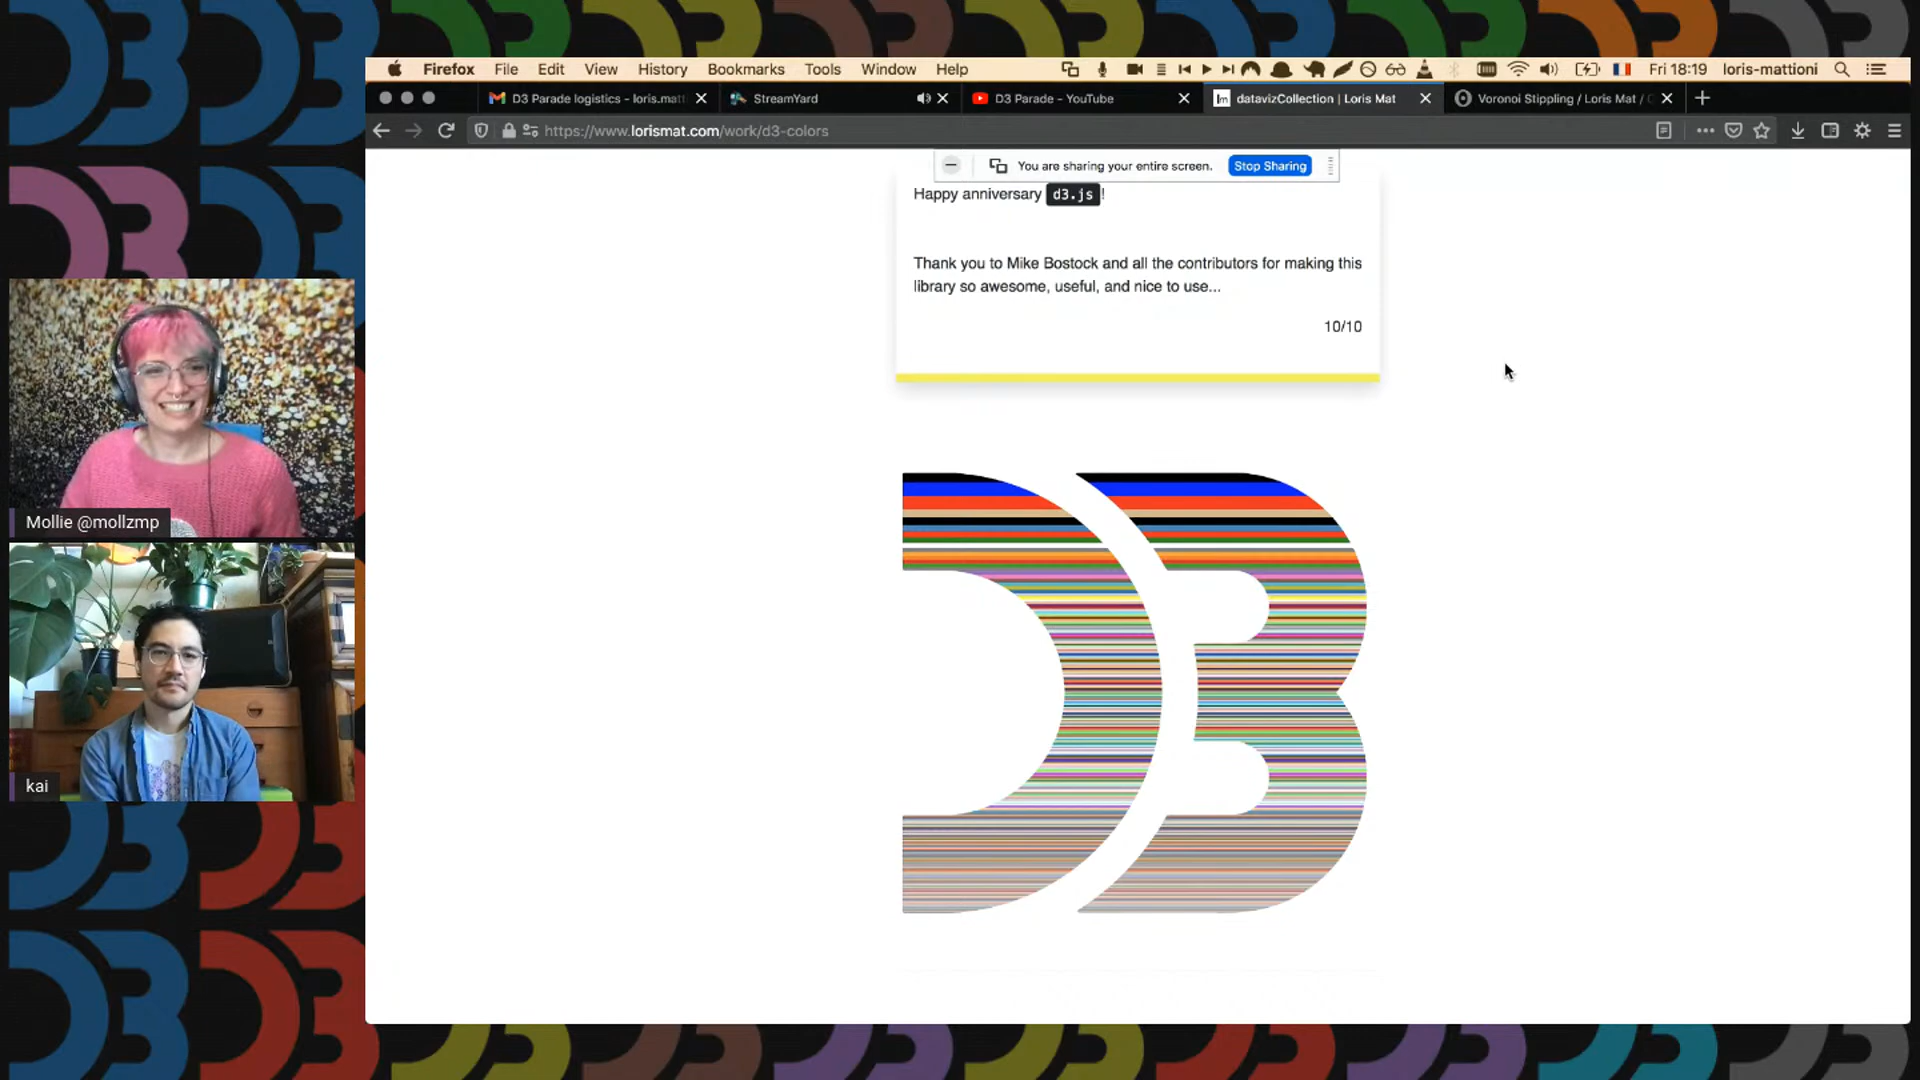 Firefox File Edit View History Bookmarks Tools Window Help Fri 18:19 loris-mattioni
D3 Parade logistics - loris.matt
StreamYard
D3 Parade - YouTube
lm datavizCollection | Loris Mat
Voronoi Stippling / Loris Mat /
https://www.lorismat.com/work/d3-colors
You are sharing your entire screen. Stop Sharing
Happy anniversary d3.js !
Thank you to Mike Bostock and all the contributors for making this
library so awesome, useful, and nice to use...
10/10
Mollie @mollzmp
kai